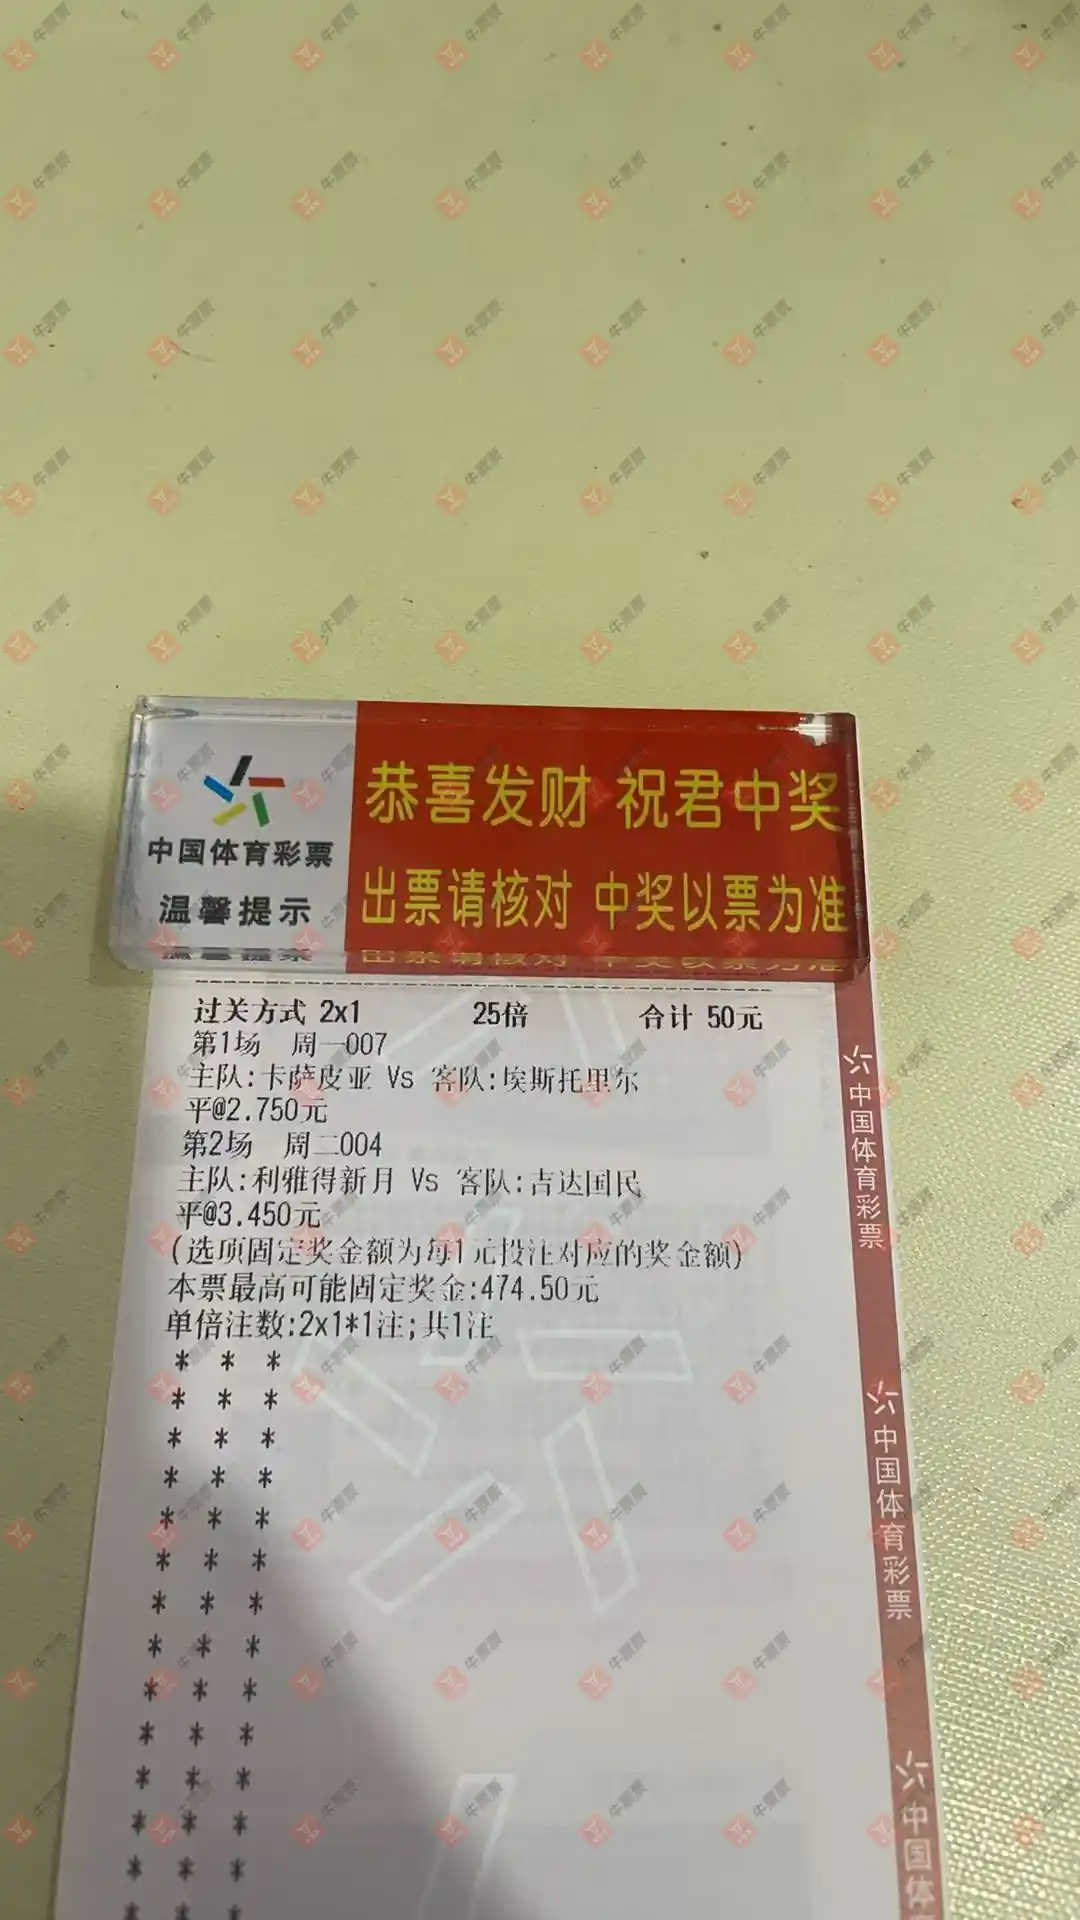 中国体育彩票
温馨提示
恭喜发财 祝君中奖
出票请核对 中奖以票为准
过关方式 2x1 25倍 合计 50元
第1场 周一007
主队:卡萨皮亚 Vs 客队:埃斯托里尔
平@2.750元
第2场 周二004
主队:利雅得新月 Vs 客队:吉达国民
平@3.450元
(选项固定奖金额为每1元投注对应的奖金额)
本票最高可能固定奖金:474.50元
单倍注数:2x1*1注;共1注
* * *
* * *
* * *
* * *
* * *
* * *
* * *
* * *
* * *
* * *
* * *
* * *
* * *
* * *
中国体育彩票
中国体育彩票
中国体
牛票票